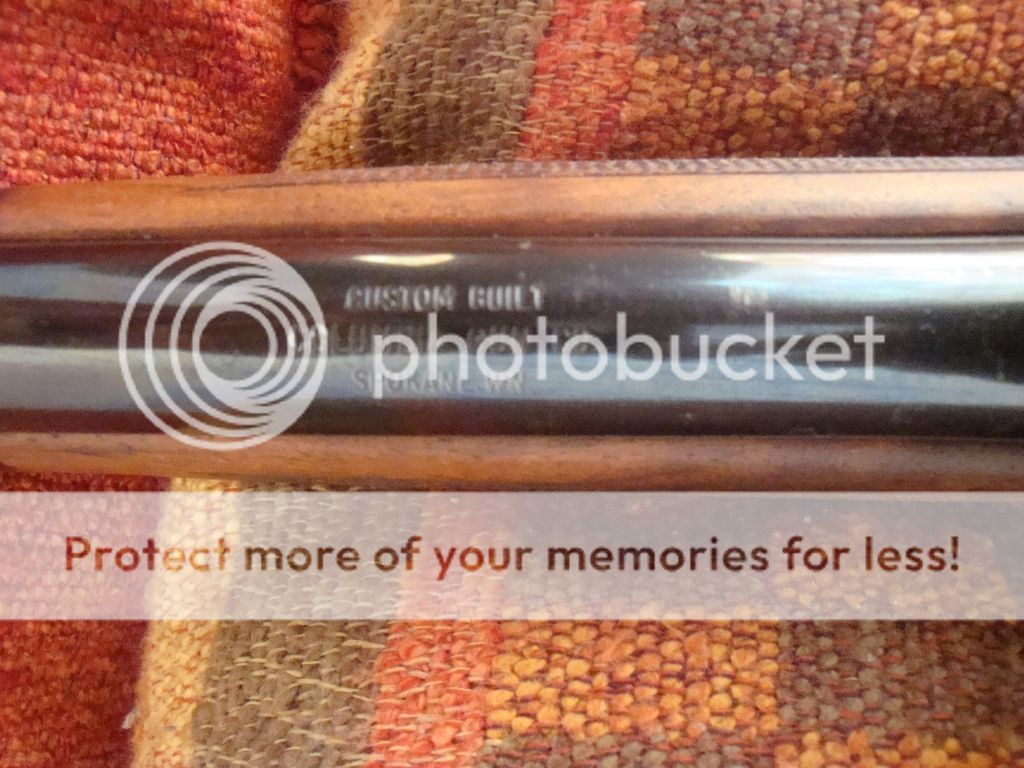 CUSTOM BUILT
photobucket
SPOKANE. WN
Protect more of your memories for less!